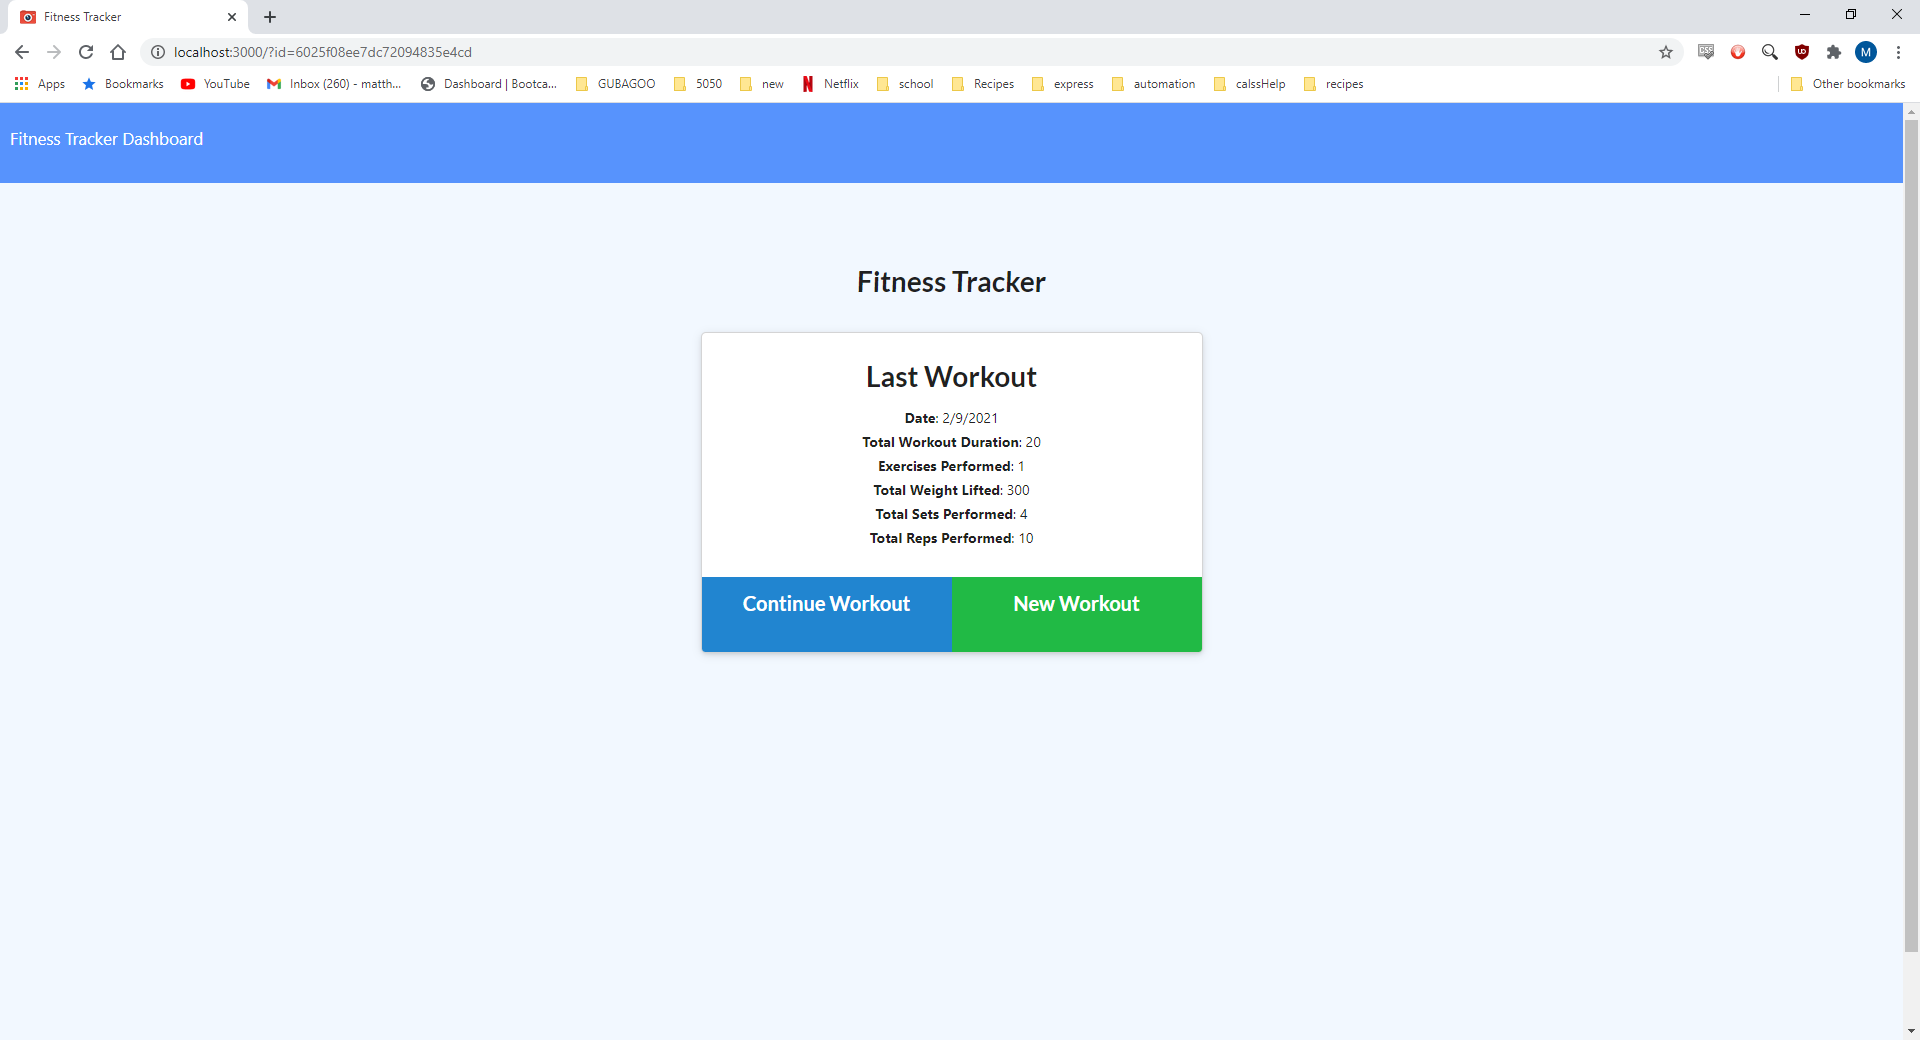 Fitness Tracker
localhost:3000/?id=6025f08ee7dc72094835e4cd
M
Apps Bookmarks YouTube Inbox (260) - matth... Dashboard | Bootca... GUBAGOO 5050 new Netflix school Recipes express automation calssHelp recipes Other bookmarks
Fitness Tracker Dashboard
Fitness Tracker
Last Workout
Date: 2/9/2021
Total Workout Duration: 20
Exercises Performed: 1
Total Weight Lifted: 300
Total Sets Performed: 4
Total Reps Performed: 10
Continue Workout New Workout